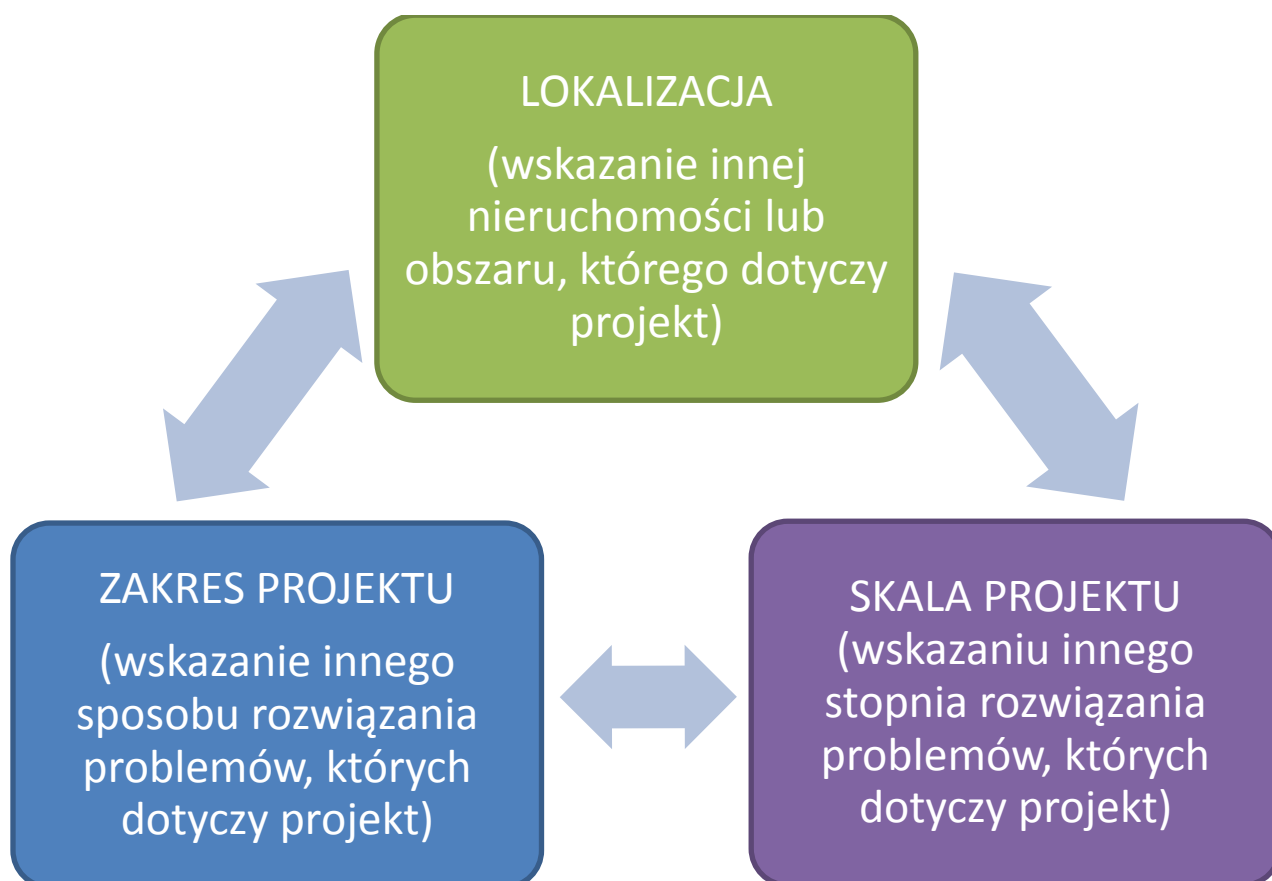 LOKALIZACJA
(wskazanie innej
nieruchomości lub
obszaru, którego dotyczy
projekt)
ZAKRES PROJEKTU
(wskazanie innego
sposobu rozwiązania
problemów, których
dotyczy projekt)
SKALA PROJEKTU
(wskazaniu innego
stopnia rozwiązania
problemów, których
dotyczy projekt)